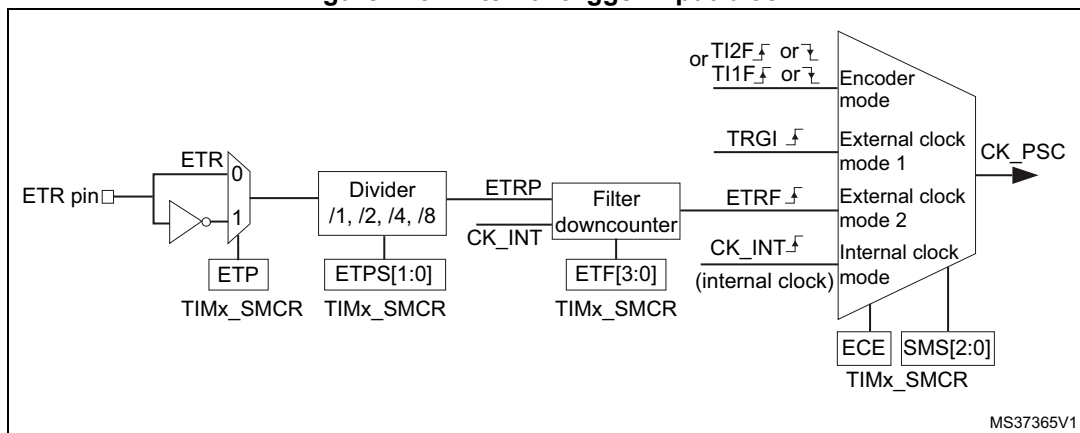 or TI2F or
TI1F or
Encoder
mode
TRGI
External clock
mode 1
CK_PSC
ETR
0
ETR pin
1
Divider
/1, /2, /4, /8
ETRP
CK_INT
Filter
downcounter
ETRF
External clock
mode 2
CK_INT
(internal clock)
Internal clock
mode
ETP
TIMx_SMCR
ETPS[1:0]
TIMx_SMCR
ETF[3:0]
TIMx_SMCR
ECE
SMS[2:0]
TIMx_SMCR
MS37365V1